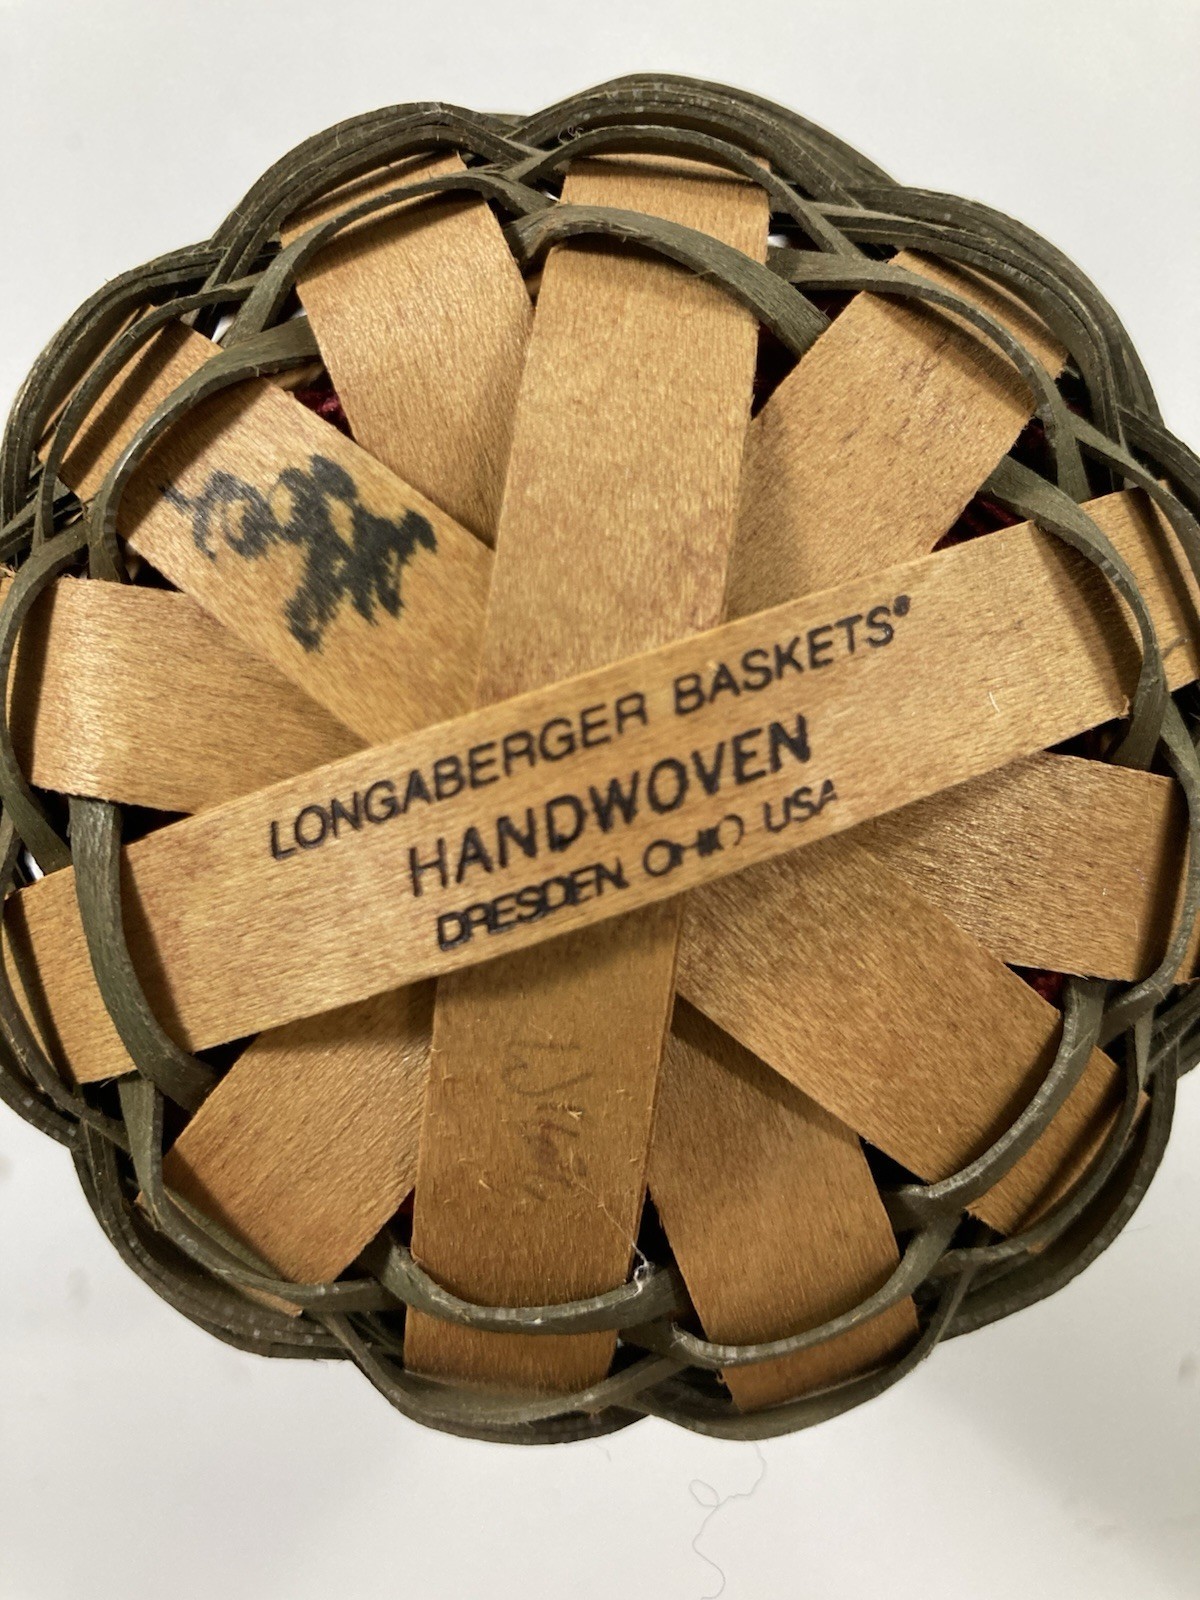 LONGABERGER BASKETS®
HANDWOVEN
DRESDEN, OHIO USA